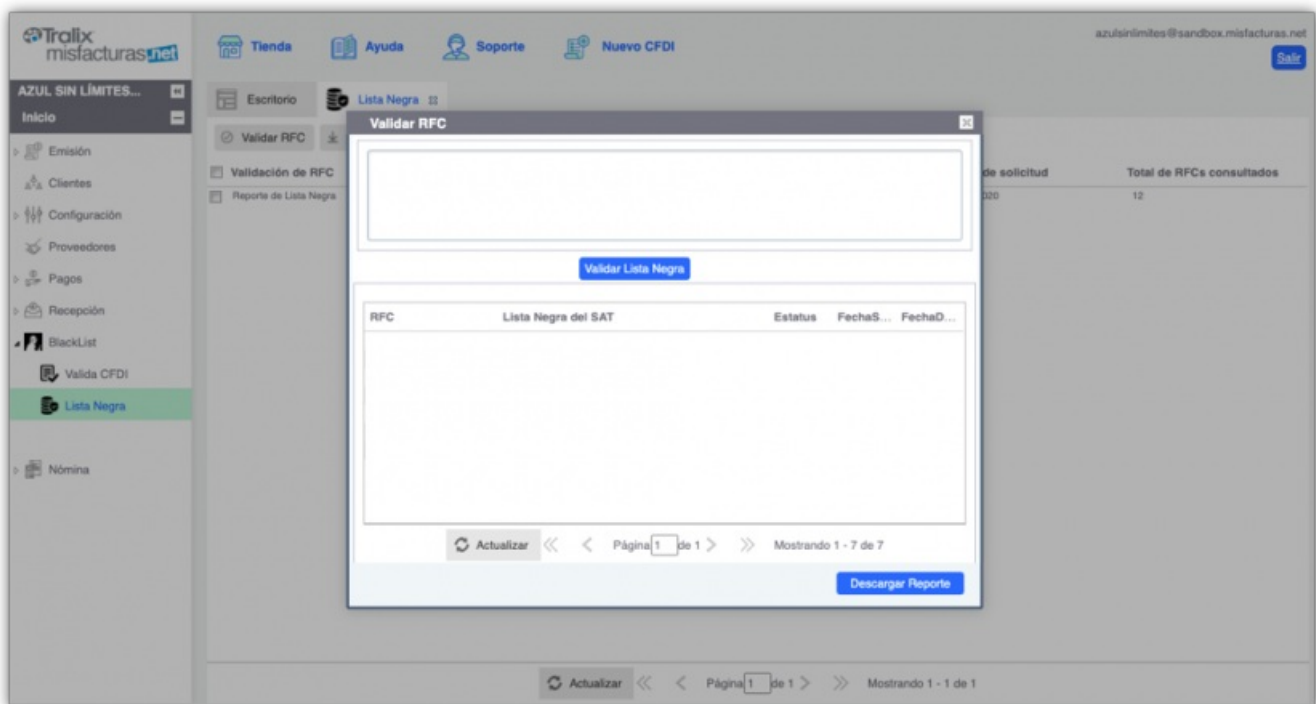 Tralix
misfacturas.net
Tienda
Ayuda
Soporte
Nuevo CFDI
azulsinlimites@sandbox.misfacturas.net
Salir
AZUL SIN LÍMITES...
Inicio
Emisión
Clientes
Configuración
Proveedores
Pagos
Recepción
BlackList
Valida CFDI
Lista Negra
Nómina
Escritorio
Lista Negra
Validar RFC
Validación de RFC
de solicitud
Total de RFCs consultados
Reporte de Lista Negra
020
12
Validar RFC
Validar Lista Negra
RFC
Lista Negra del SAT
Estatus
FechaS...
FechaD...
Actualizar
Página 1 de 1
Mostrando 1 - 7 de 7
Descargar Reporte
Actualizar
Página 1 de 1
Mostrando 1 - 1 de 1